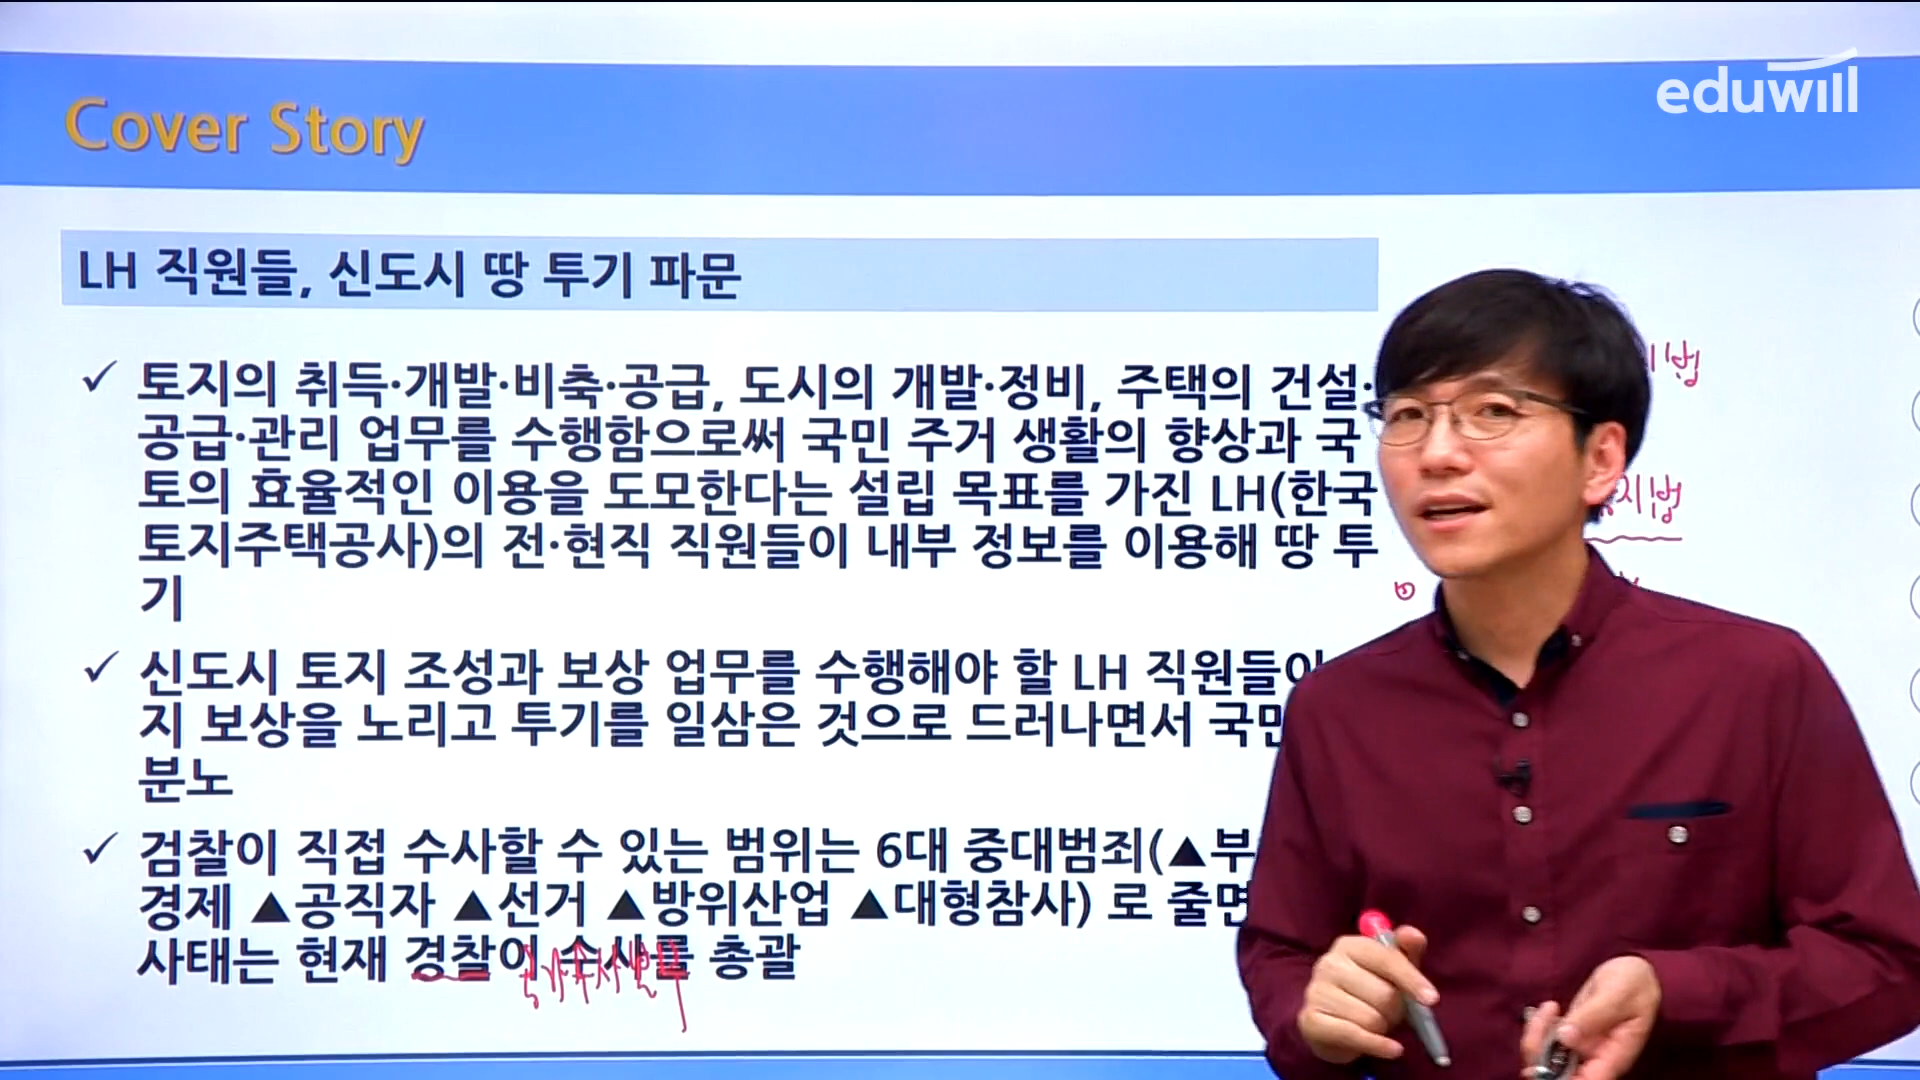 eduwill
Cover Story
LH 직원들, 신도시 땅 투기 파문
✓ 토지의 취득·개발·비축·공급, 도시의 개발·정비, 주택의 건설·
공급·관리 업무를 수행함으로써 국민 주거 생활의 향상과 국
토의 효율적인 이용을 도모한다는 설립 목표를 가진 LH(한국
토지주택공사)의 전·현직 직원들이 내부 정보를 이용해 땅 투
기
✓ 신도시 토지 조성과 보상 업무를 수행해야 할 LH 직원들이
지 보상을 노리고 투기를 일삼은 것으로 드러나면서 국민
분노
✓ 검찰이 직접 수사할 수 있는 범위는 6대 중대범죄(▲부
경제 ▲공직자 ▲선거 ▲방위산업 ▲대형참사) 로 줄면
사태는 현재 경찰이 수사를 총괄